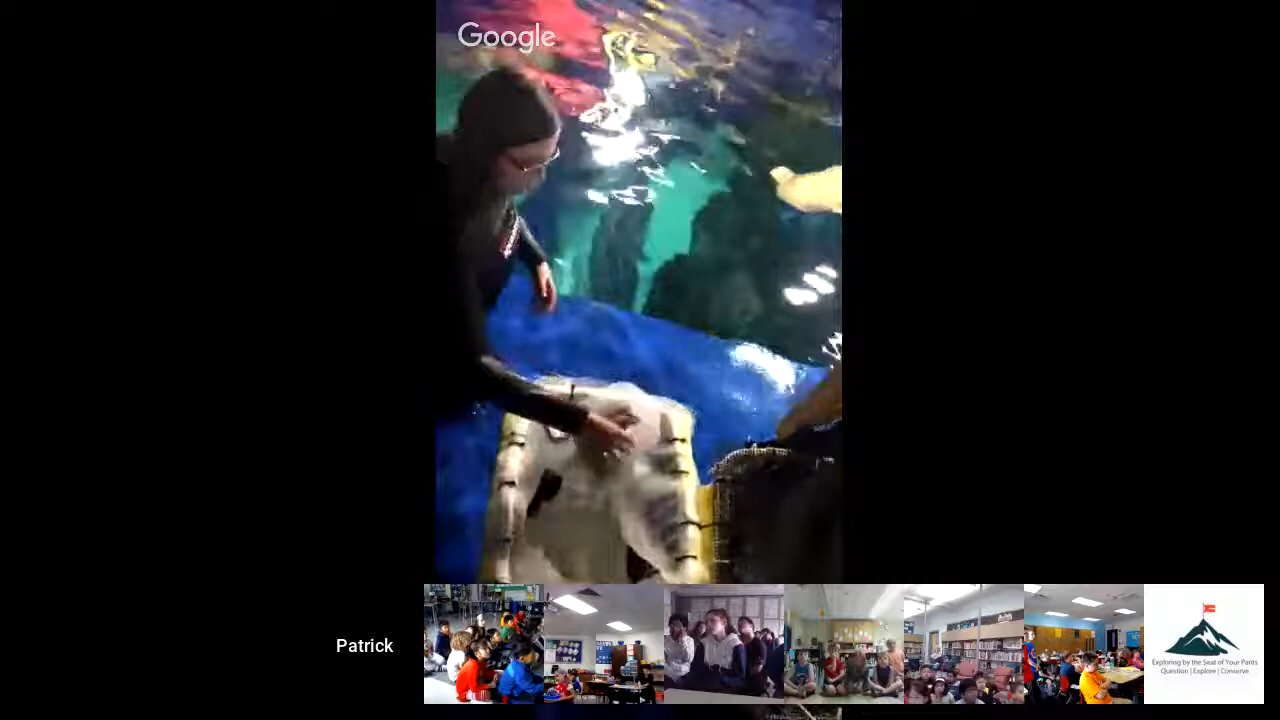 Google
Patrick
Exploring by the Seat of Your Pants
Question | Explore | Conserve